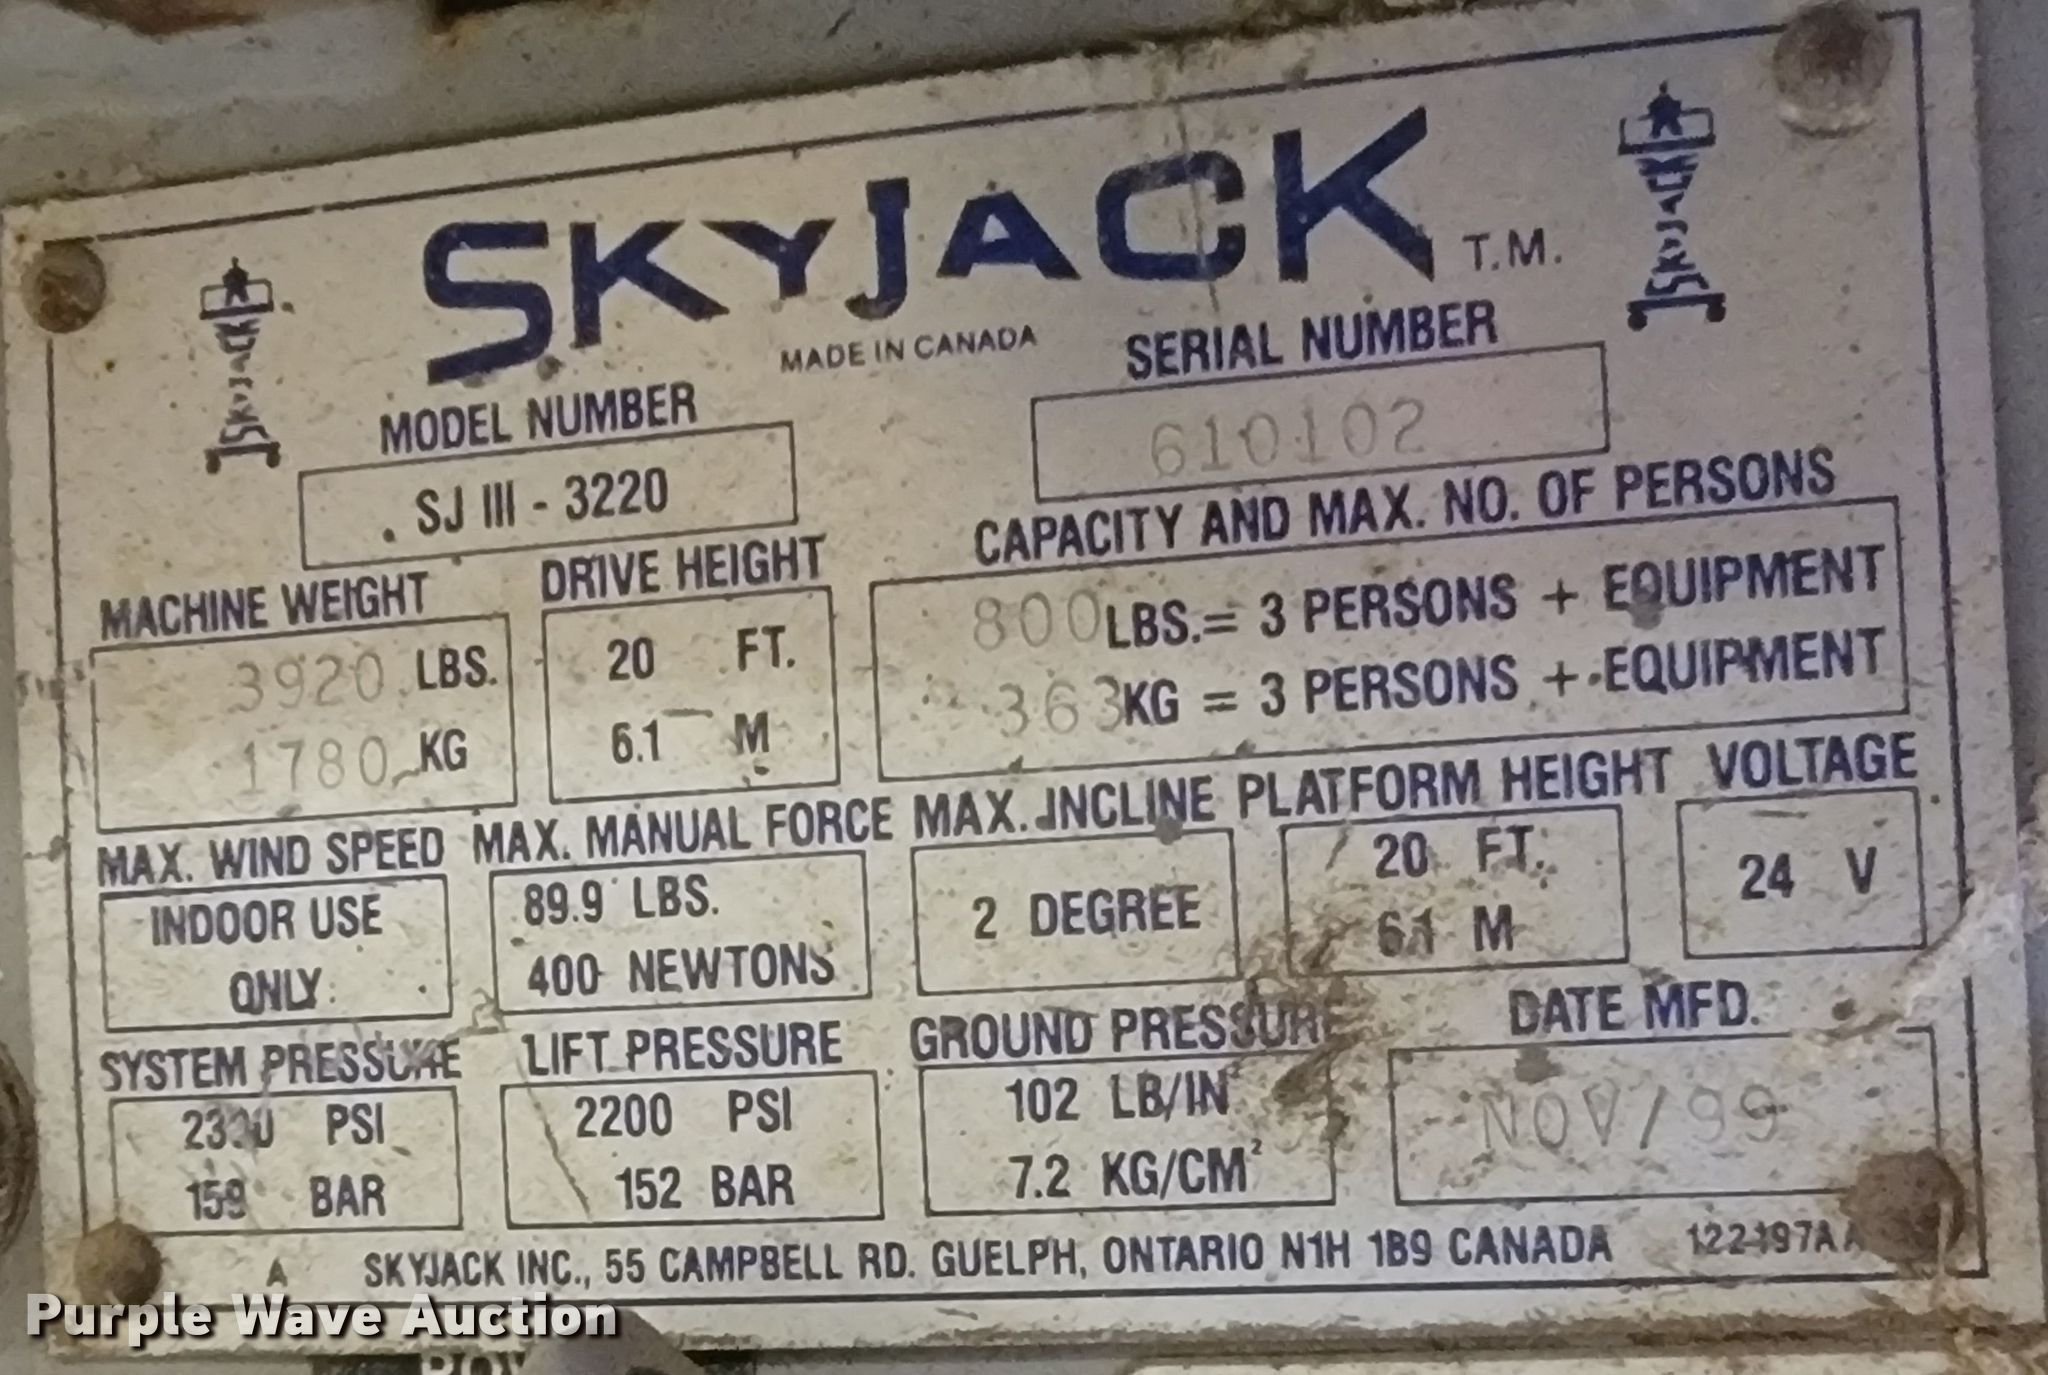 SKYJACK T.M.
MADE IN CANADA
MODEL NUMBER
SJ III - 3220
SERIAL NUMBER
610102
MACHINE WEIGHT
3920 LBS.
1780 KG
DRIVE HEIGHT
20 FT.
6.1 M
CAPACITY AND MAX. NO. OF PERSONS
800 LBS. = 3 PERSONS + EQUIPMENT
363 KG = 3 PERSONS + EQUIPMENT
MAX. WIND SPEED
INDOOR USE
ONLY
MAX. MANUAL FORCE
89.9 LBS.
400 NEWTONS
MAX. INCLINE
2 DEGREE
PLATFORM HEIGHT
20 FT.
6.1 M
VOLTAGE
24 V
SYSTEM PRESSURE
PSI
159 BAR
LIFT PRESSURE
2200 PSI
152 BAR
GROUND PRESSURE
102 LB/IN²
7.2 KG/CM²
DATE MFD.
NOV/99
A SKYJACK INC., 55 CAMPBELL RD. GUELPH, ONTARIO N1H 1B9 CANADA
Purple Wave Auction
SKYJACK
SKYJACK